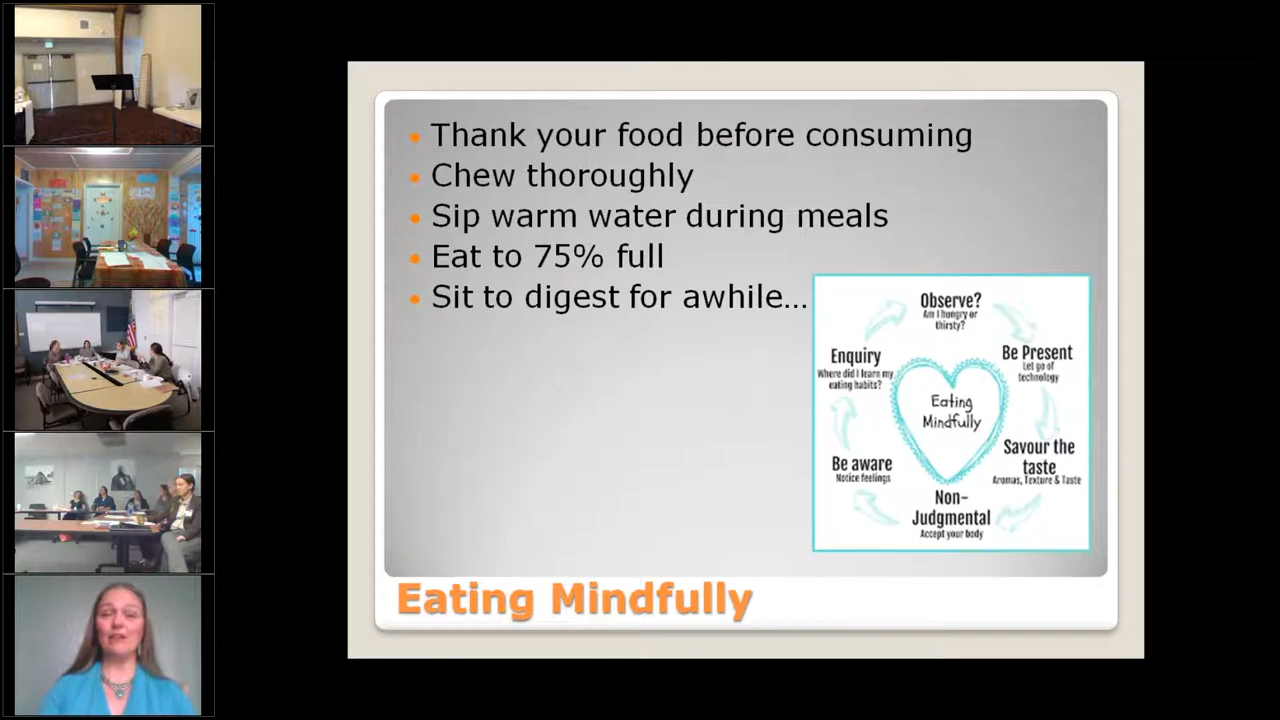 Thank your food before consuming
Chew thoroughly
Sip warm water during meals
Eat to 75% full
Sit to digest for awhile...
Observe?
Am I hungry or
thirsty?
Be Present
Let go of
technology
Savour the
taste
Aromas, Texture & Taste
Non-
Judgmental
Accept your body
Be aware
Notice feelings
Enquiry
Where did I learn my
eating habits?
Eating
Mindfully
Eating Mindfully